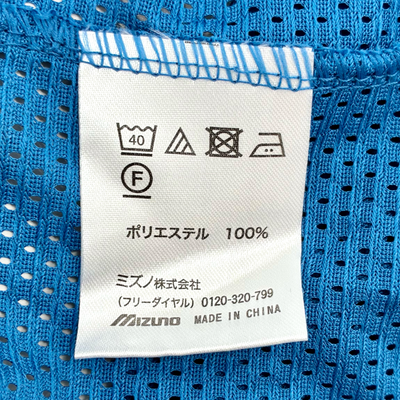 40
F
ポリエステル 100%
ミズノ株式会社
(フリーダイヤル) 0120-320-799
MIZUNO MADE IN CHINA